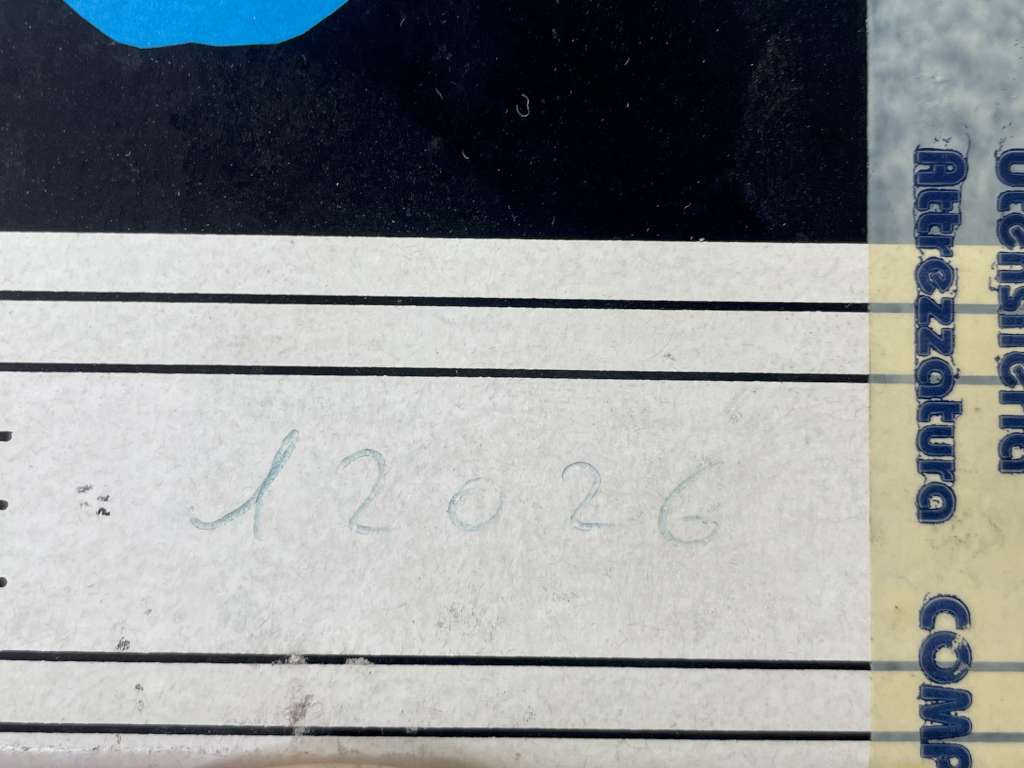 12026
Utensileria
Attrezzatura
COMP